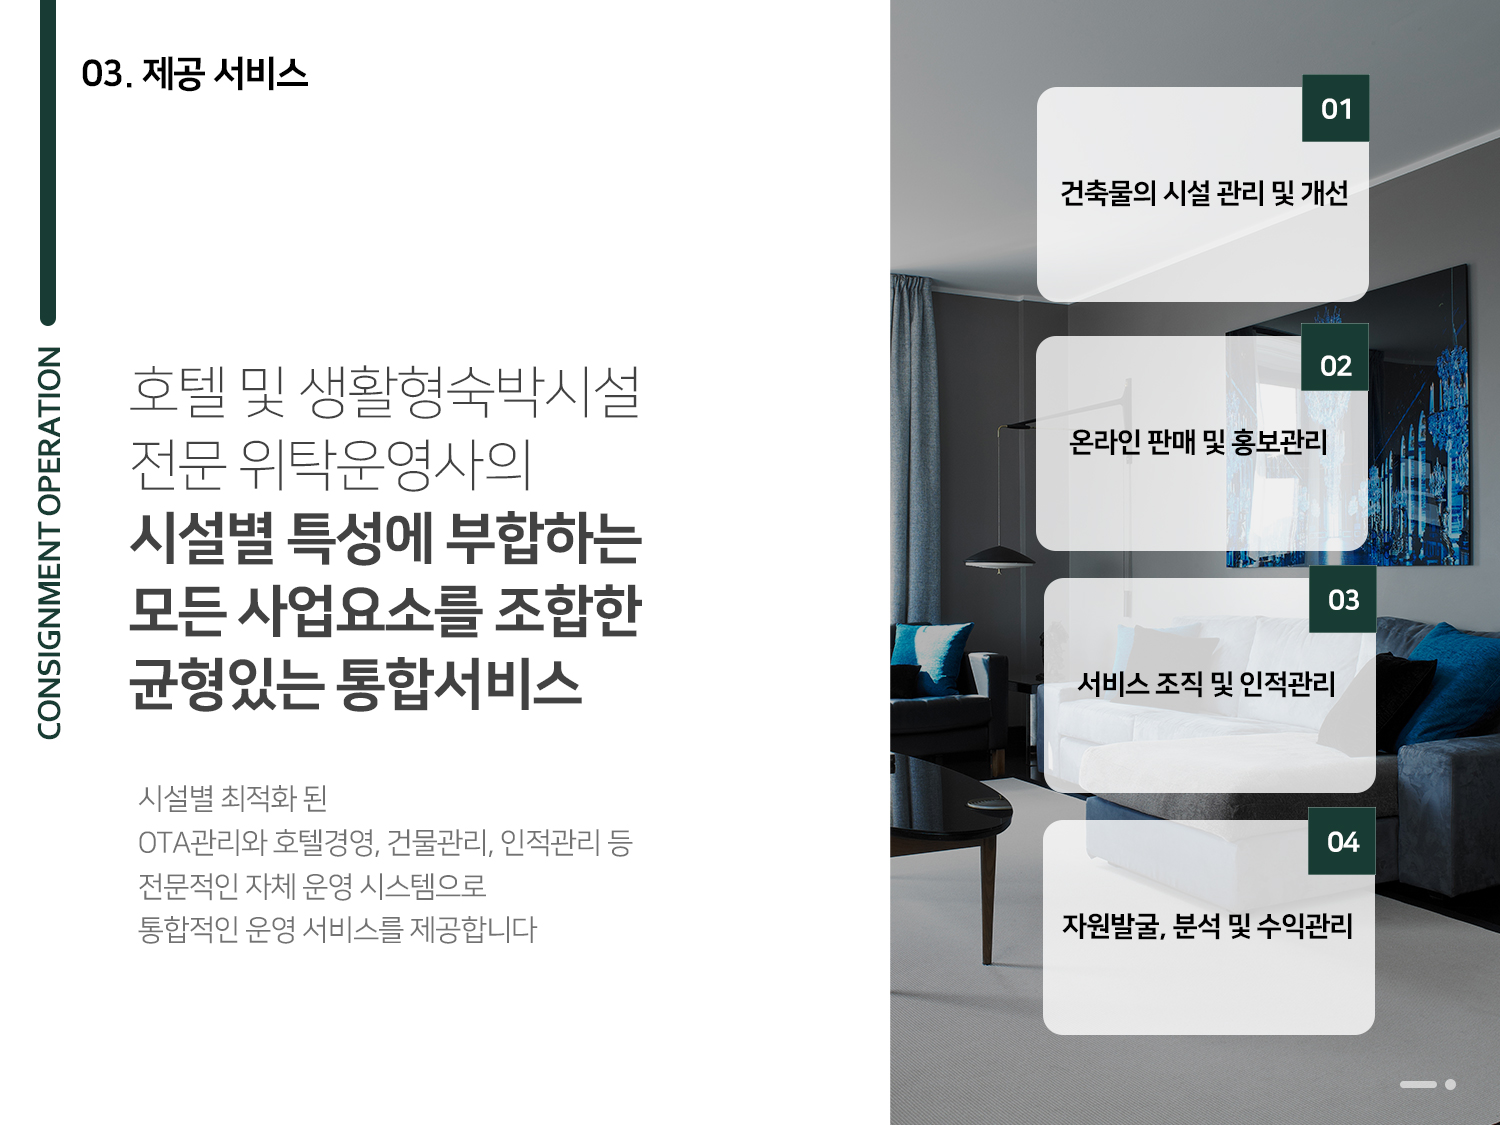 03. 제공 서비스
CONSIGNMENT OPERATION
호텔 및 생활형숙박시설
전문 위탁운영사의
시설별 특성에 부합하는
모든 사업요소를 조합한
균형있는 통합서비스
시설별 최적화 된
OTA관리와 호텔경영, 건물관리, 인적관리 등
전문적인 자체 운영 시스템으로
통합적인 운영 서비스를 제공합니다
01
건축물의 시설 관리 및 개선
02
온라인 판매 및 홍보관리
03
서비스 조직 및 인적관리
04
자원발굴, 분석 및 수익관리